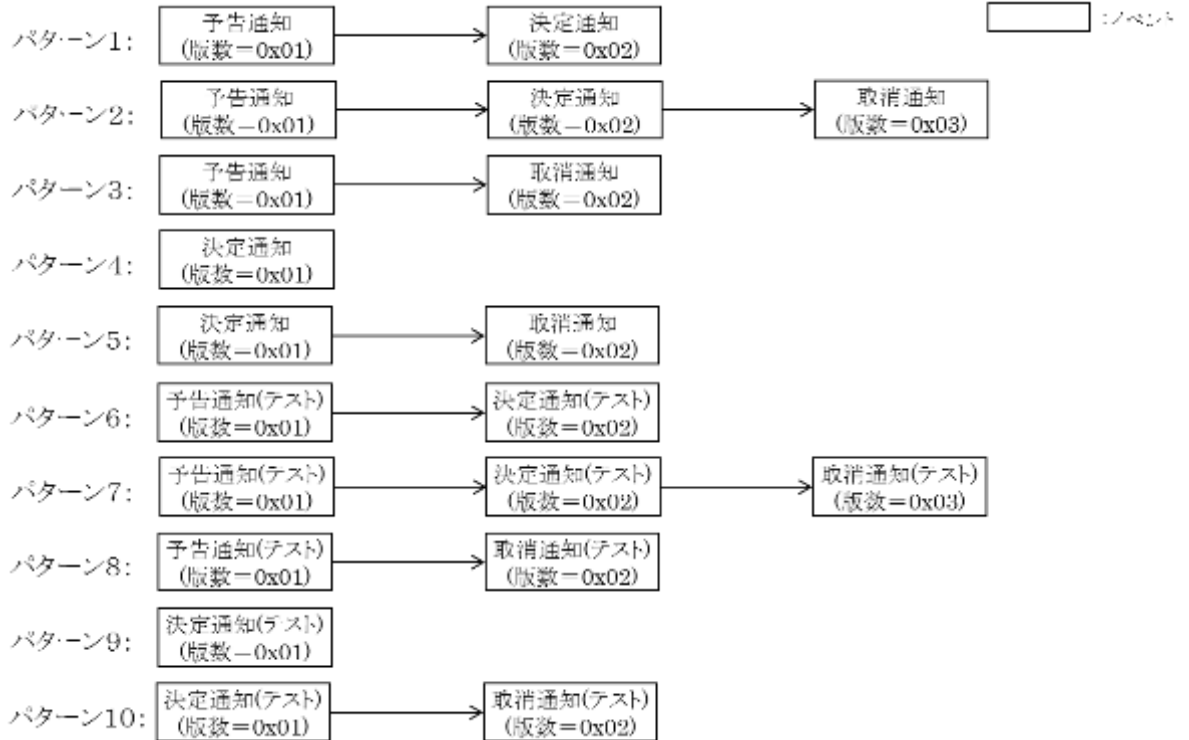 パターン1:
予告通知
(版数=0x01)
決定通知
(版数=0x02)
パターン2:
予告通知
(版数=0x01)
決定通知
(版数=0x02)
取消通知
(版数=0x03)
パターン3:
予告通知
(版数=0x01)
取消通知
(版数=0x02)
パターン4:
決定通知
(版数=0x01)
パターン5:
決定通知
(版数=0x01)
取消通知
(版数=0x02)
パターン6:
予告通知(テスト)
(版数=0x01)
決定通知(テスト)
(版数=0x02)
パターン7:
予告通知(テスト)
(版数=0x01)
決定通知(テスト)
(版数=0x02)
取消通知(テスト)
(版数=0x03)
パターン8:
予告通知(テスト)
(版数=0x01)
取消通知(テスト)
(版数=0x02)
パターン9:
決定通知(テスト)
(版数=0x01)
パターン10:
決定通知(テスト)
(版数=0x01)
取消通知(テスト)
(版数=0x02)